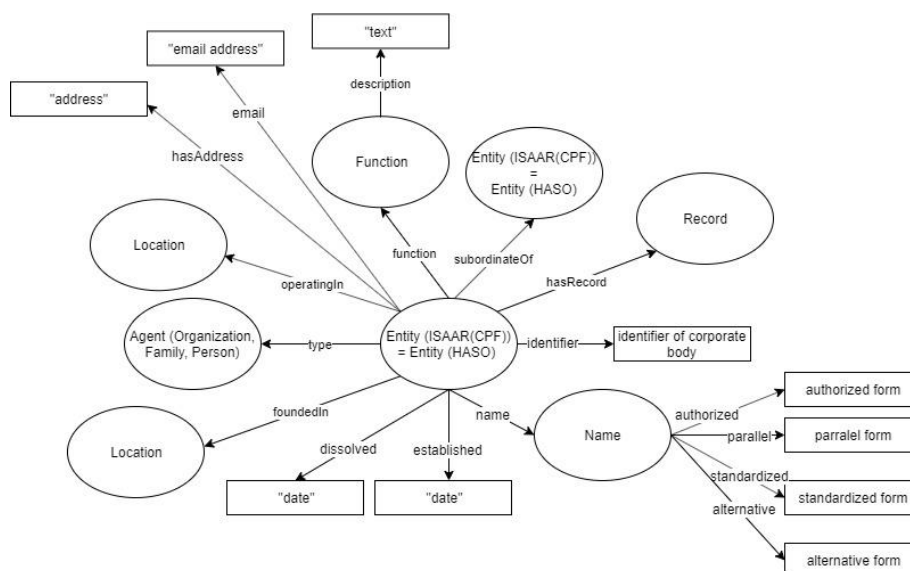 "text"
"email address"
description
"address"
email
hasAddress
Function
Entity (ISAAR(CPF))
=
Entity (HASO)
Record
Location
function
subordinateOf
hasRecord
operatingIn
Agent (Organization,
Family, Person)
type
Entity (ISAAR(CPF))
= Entity (HASO)
identifier
identifier of corporate
body
foundedIn
name
authorized
authorized form
Location
dissolved
established
Name
parallel
parralel form
standardized
"date"
"date"
standardized form
alternative
alternative form